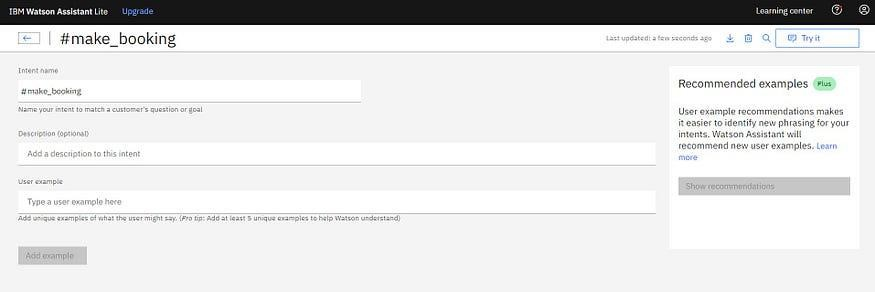 IBM Watson Assistant Lite Upgrade Learning center
#make_booking Last updated: a few seconds ago Try it
Intent name
#make_booking
Name your intent to match a customer's question or goal
Description (optional)
Add a description to this intent
User example
Type a user example here
Add unique examples of what the user might say. (Pro tip: Add at least 5 unique examples to help Watson understand)
Add example
Recommended examples Plus
User example recommendations makes
it easier to identify new phrasing for your
intents. Watson Assistant will
recommend new user examples. Learn
more
Show recommendations